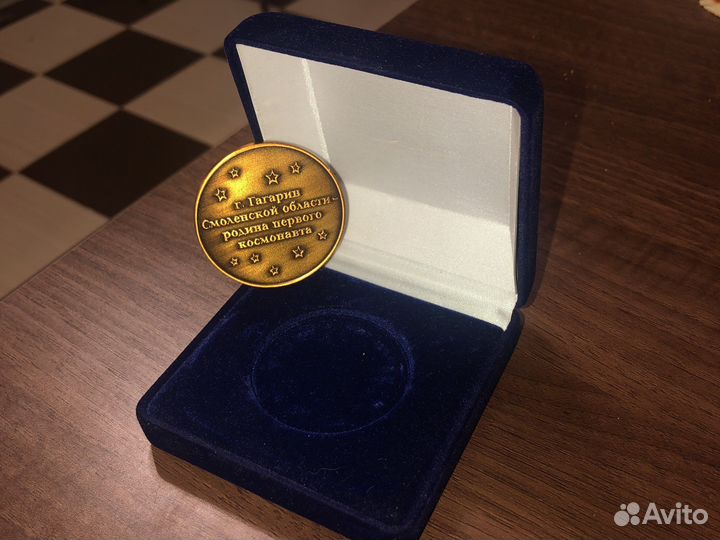 г. Гагарин
Смоленской области-
родина первого
космонавта
Avito